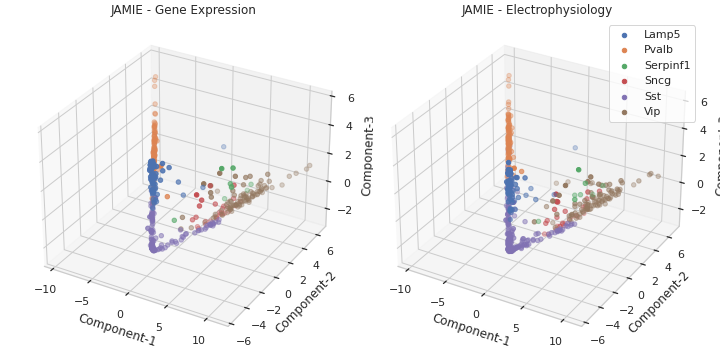 JAMIE - Gene Expression
6
4
2
0
−2
Component-3
−10
−5
0
5
10
Component-1
−6
−4
−2
0
2
4
6
Component-2
JAMIE - Electrophysiology
Lamp5
Pvalb
Serpinf1
Sncg
Sst
Vip
6
4
2
0
−2
−10
−5
0
5
10
Component-1
−6
−4
−2
0
2
4
6
Component-2